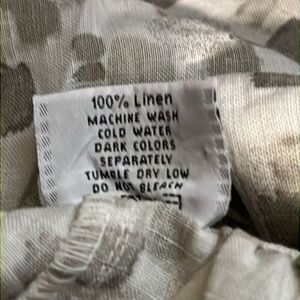 100% Linen
MACHINE WASH
COLD WATER
DARK COLORS
SEPARATELY
TUMBLE DRY LOW
DO NOT BLEACH